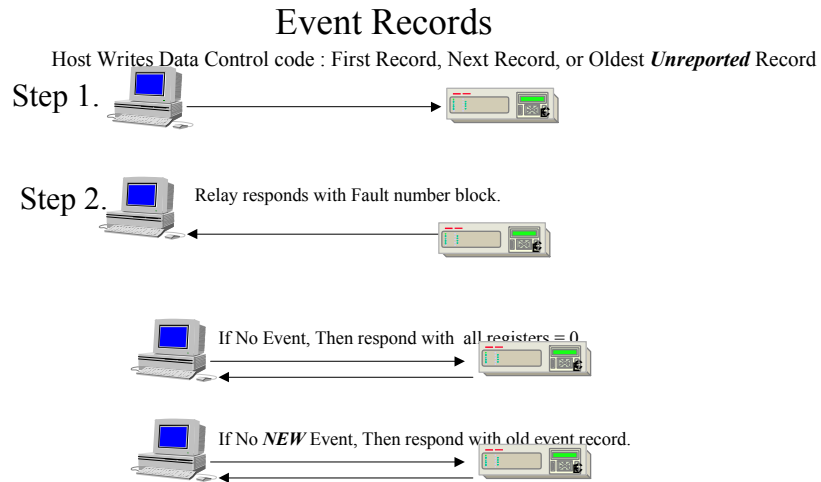 Event Records
Host Writes Data Control code : First Record, Next Record, or Oldest Unreported Record
Step 1.
Step 2.
Relay responds with Fault number block.
If No Event, Then respond with all registers = 0
If No NEW Event, Then respond with old event record.